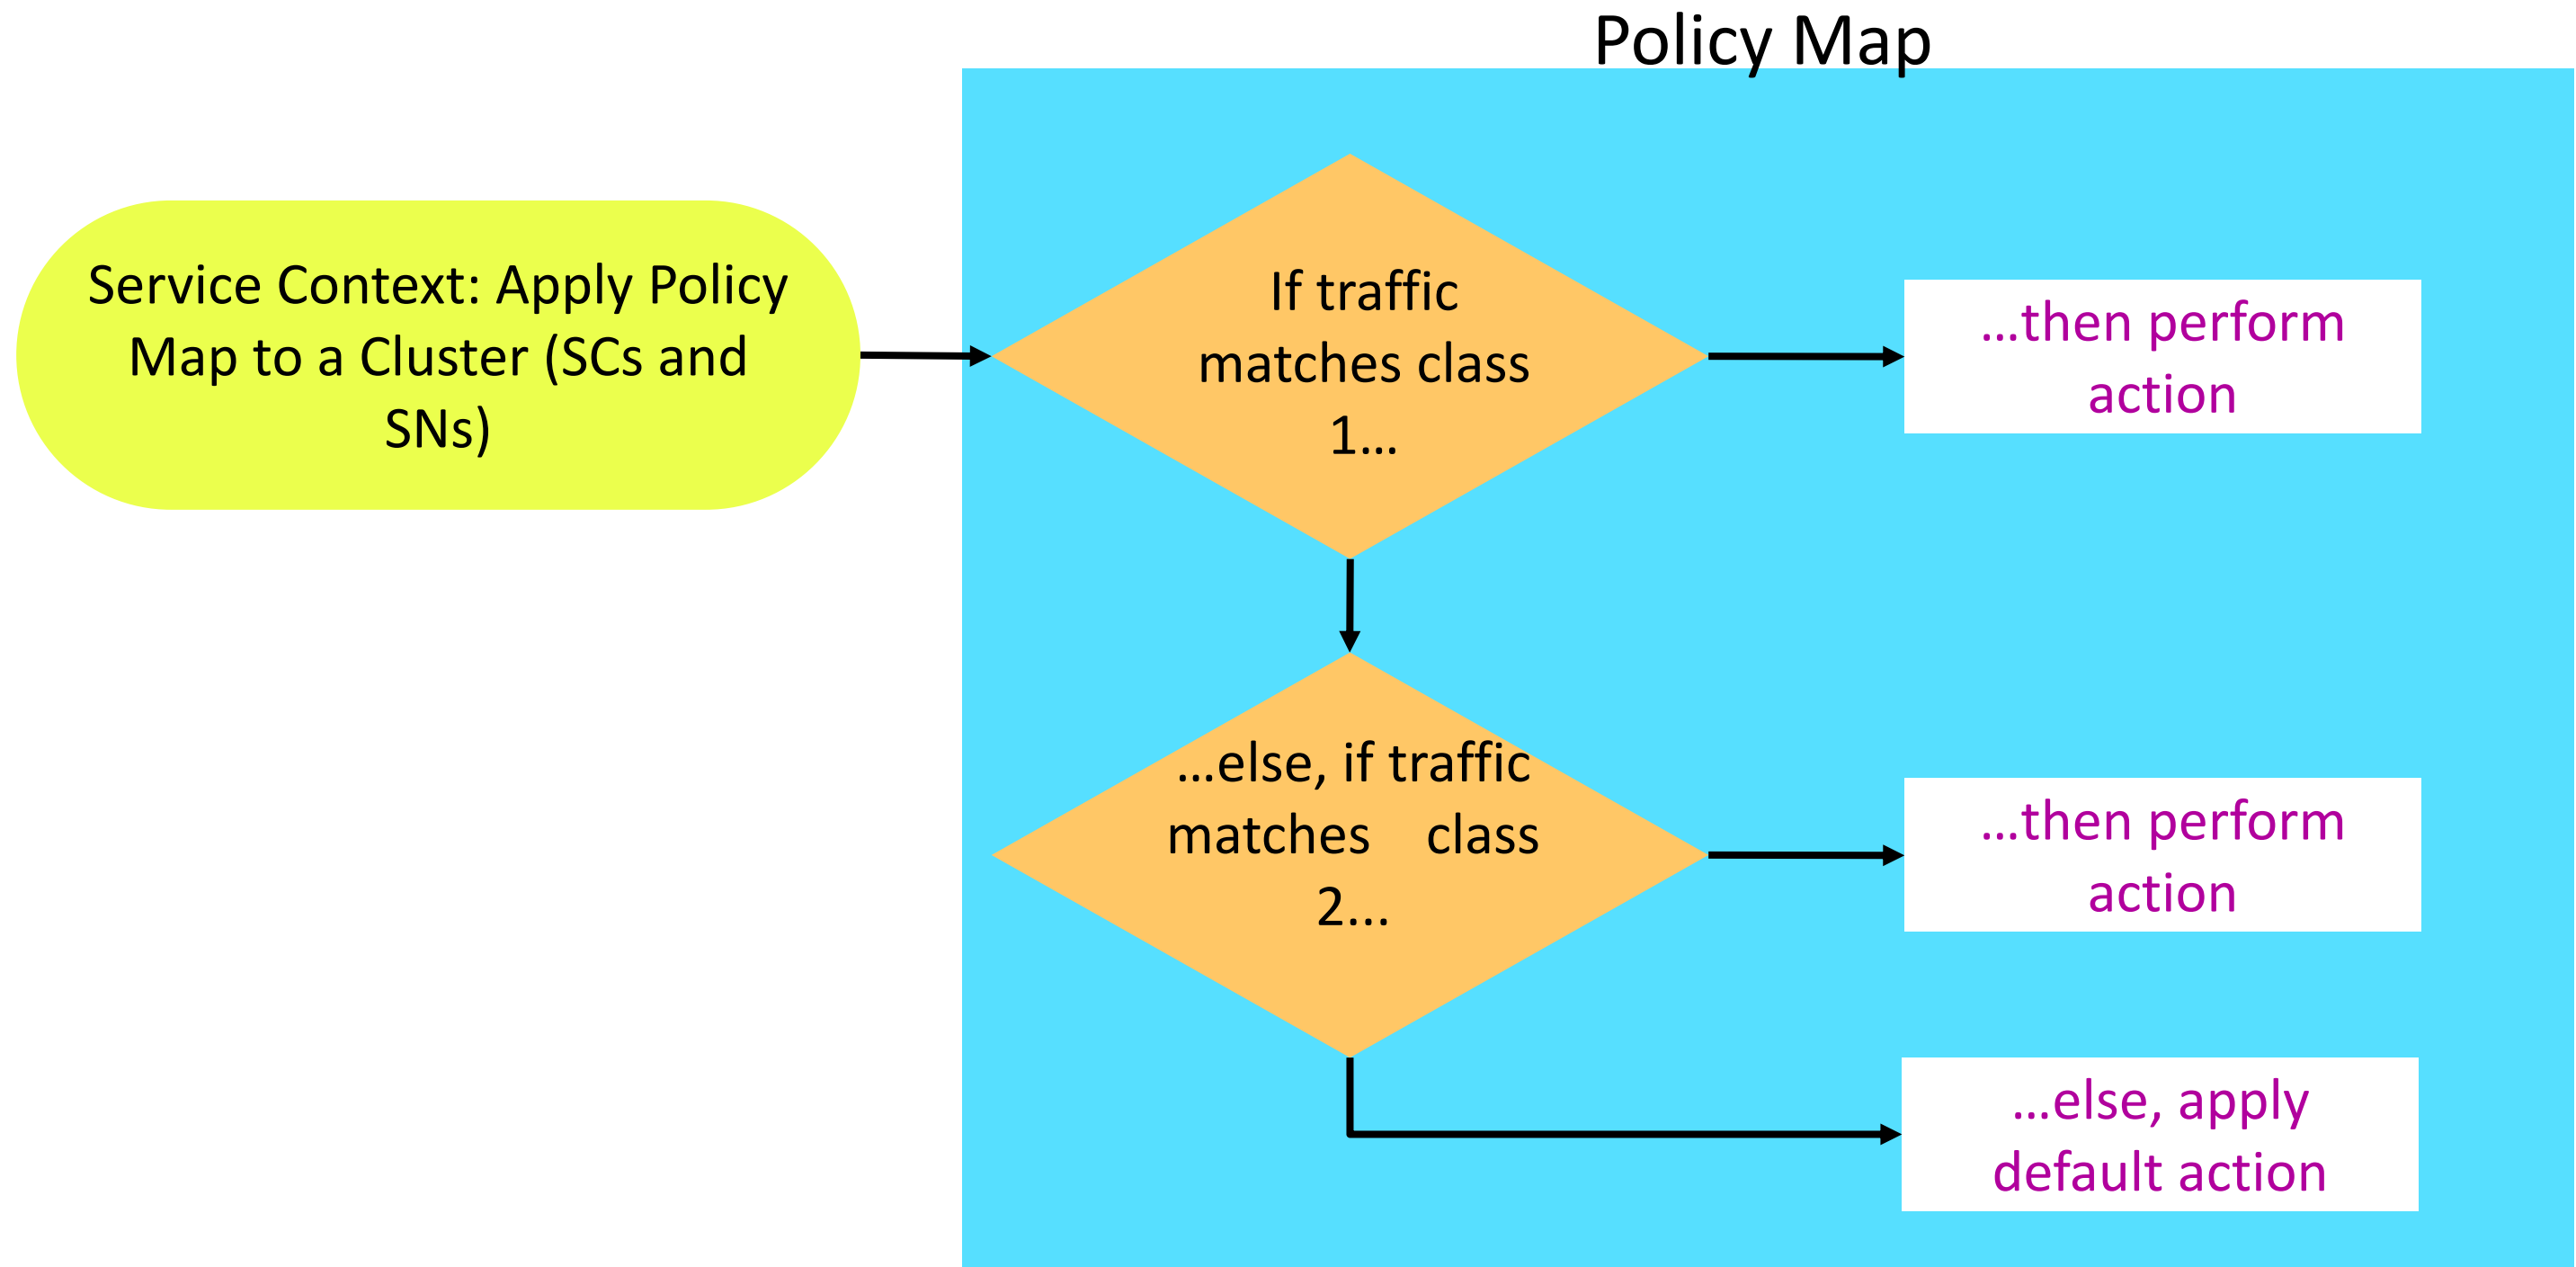 Policy Map
Service Context: Apply Policy
Map to a Cluster (SCs and
SNs)
If traffic
matches class
1...
...then perform
action
...else, if traffic
matches class
2...
...then perform
action
...else, apply
default action